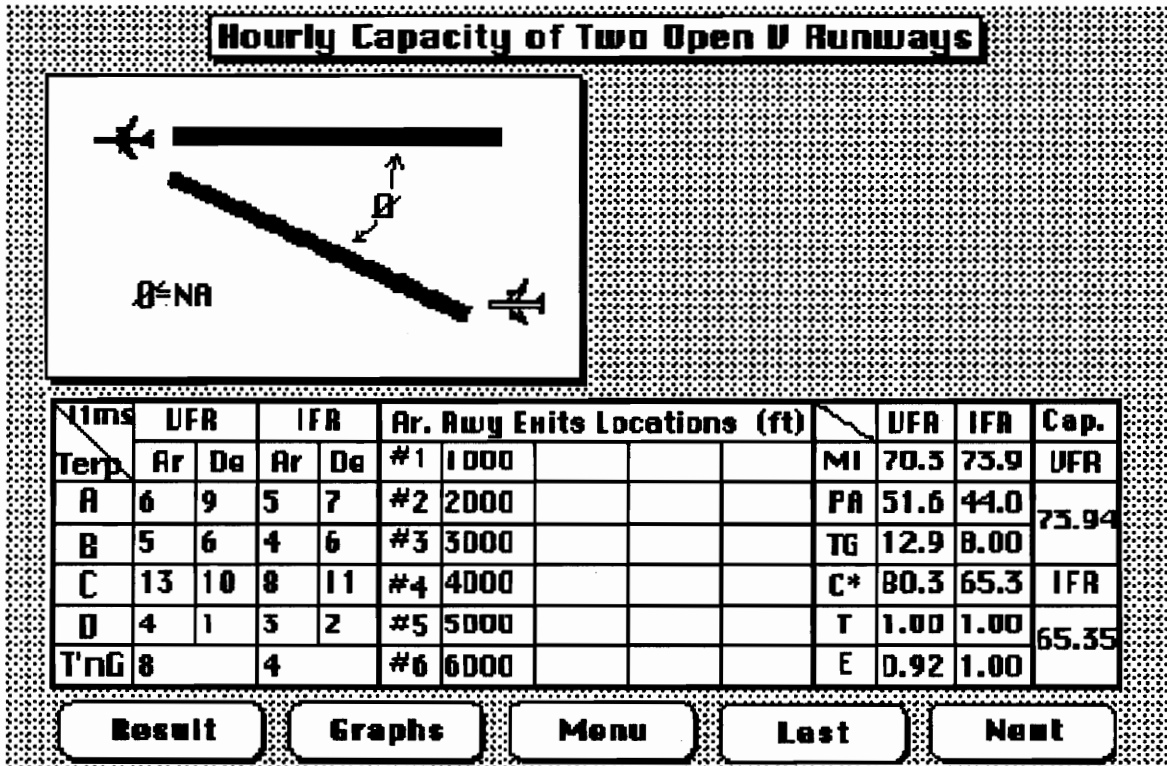 Hourly Capacity of Two Open V Runways
Ø
Ø=NA
Itms VFR IFR Ar. Rwy Exits Locations (ft) VFR IFR Cap.
Terp. Ar De Ar De #1 1000 MI 70.3 73.9 VFR
A 6 9 5 7 #2 2000 PA 51.6 44.0 73.94
B 5 6 4 6 #3 3000 TG 12.9 8.00
C 13 10 8 11 #4 4000 C* 80.3 65.3 IFR
D 4 1 3 2 #5 5000 T 1.00 1.00 65.35
T'nG 8 4 #6 6000 E 0.92 1.00
Result Graphs Menu Last Next